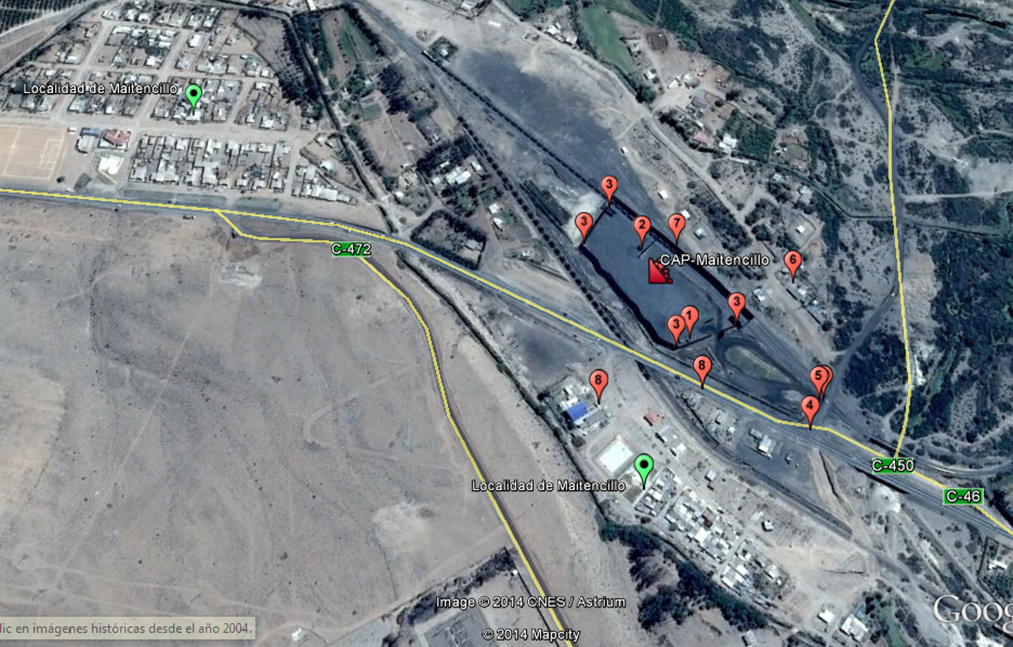 Localidad de Maitencillo
3
3
2
7
C-472
CAP-Maitencillo
6
3
1
3
8
5
8
4
C-450
Localidad de Maitencillo
C-46
Image © 2014 CNES / Astrium
Goog
lic en imágenes históricas desde el año 2004.
© 2014 Mapcity